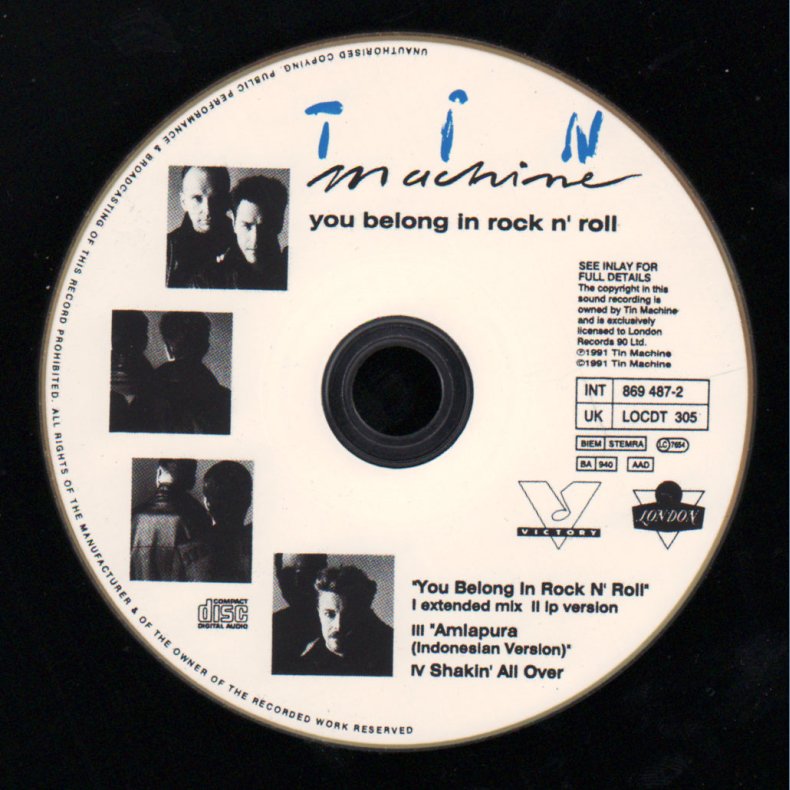 UNAUTHORISED COPYING, PUBLIC PERFORMANCE & BROADCASTING OF THIS RECORD PROHIBITED. ALL RIGHTS OF THE MANUFACTURER & OF THE OWNER OF THE RECORDED WORK RESERVED
TIN
machine
you belong in rock n' roll
SEE INLAY FOR
FULL DETAILS
The copyright in this
sound recording is
owned by Tin Machine
and is exclusively
licensed to London
Records 90 Ltd.
℗1991 Tin Machine
©1991 Tin Machine
INT 869 487-2
UK LOCDT 305
BIEM STEMRA LC 7654
BA 940 AAD
VICTORY
LONDON
COMPACT
disc
DIGITAL AUDIO
"You Belong In Rock N' Roll"
I extended mix II lp version
III "Amlapura
(Indonesian Version)"
IV Shakin' All Over